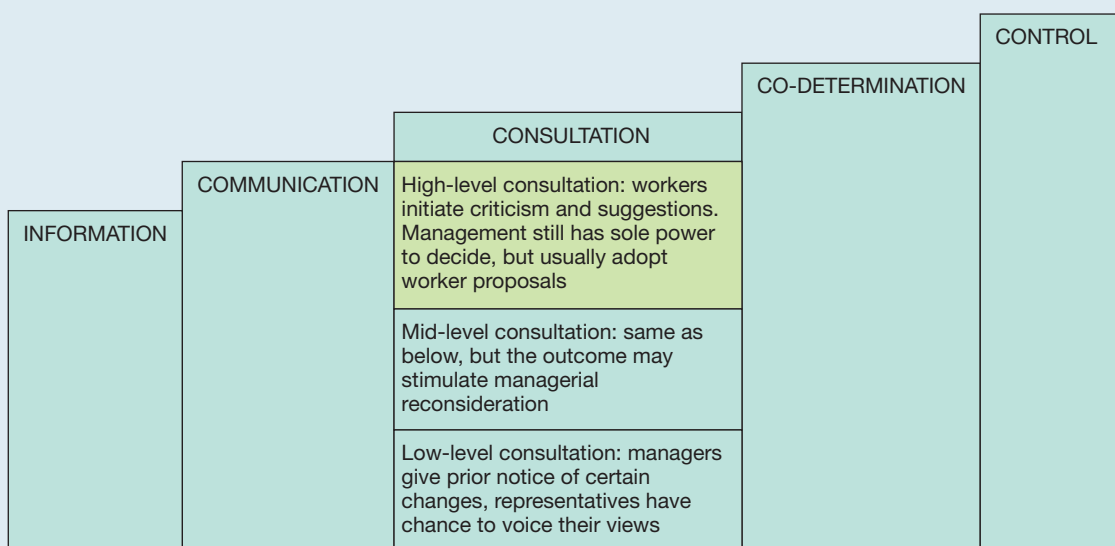 INFORMATION
COMMUNICATION
CONSULTATION
High-level consultation: workers
initiate criticism and suggestions.
Management still has sole power
to decide, but usually adopt
worker proposals
Mid-level consultation: same as
below, but the outcome may
stimulate managerial
reconsideration
Low-level consultation: managers
give prior notice of certain
changes, representatives have
chance to voice their views
CO-DETERMINATION
CONTROL